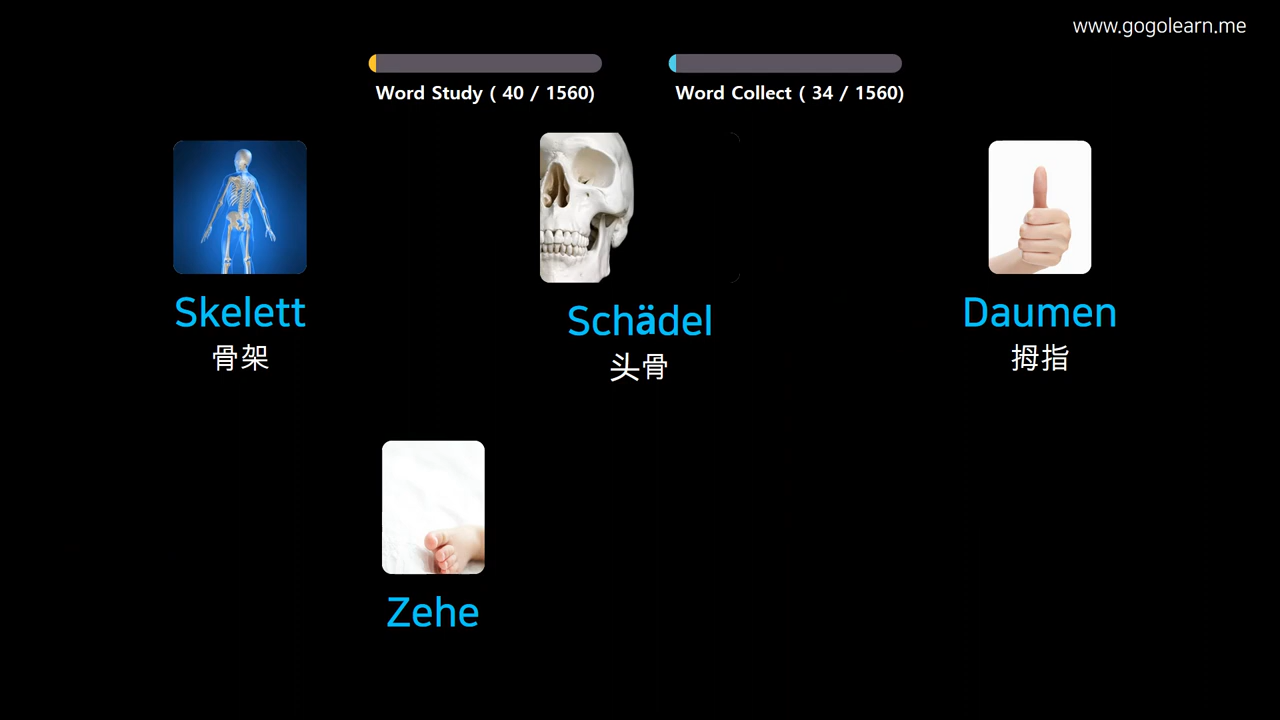 www.gogolearn.me
Word Study ( 40 / 1560)
Word Collect ( 34 / 1560)
Skelett
骨架
Schädel
头骨
Daumen
拇指
Zehe